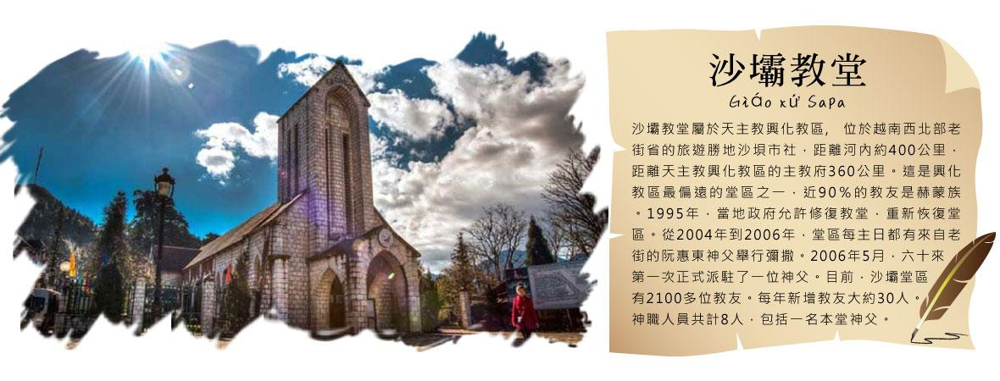 沙壩教堂
Giáo xứ Sapa
沙壩教堂屬於天主教興化教區, 位於越南西北部老
街省的旅遊勝地沙垻市社,距離河內約400公里,
距離天主教興化教區的主教府360公里。這是興化
教區最偏遠的堂區之一,近90%的教友是赫蒙族
。1995年,當地政府允許修復教堂,重新恢復堂
區。從2004年到2006年,堂區每主日都有來自老
街的阮惠東神父舉行彌撒。2006年5月,六十來
第一次正式派駐了一位神父。目前,沙壩堂區
有2100多位教友。每年新增教友大約30人。
神職人員共計8人,包括一名本堂神父。